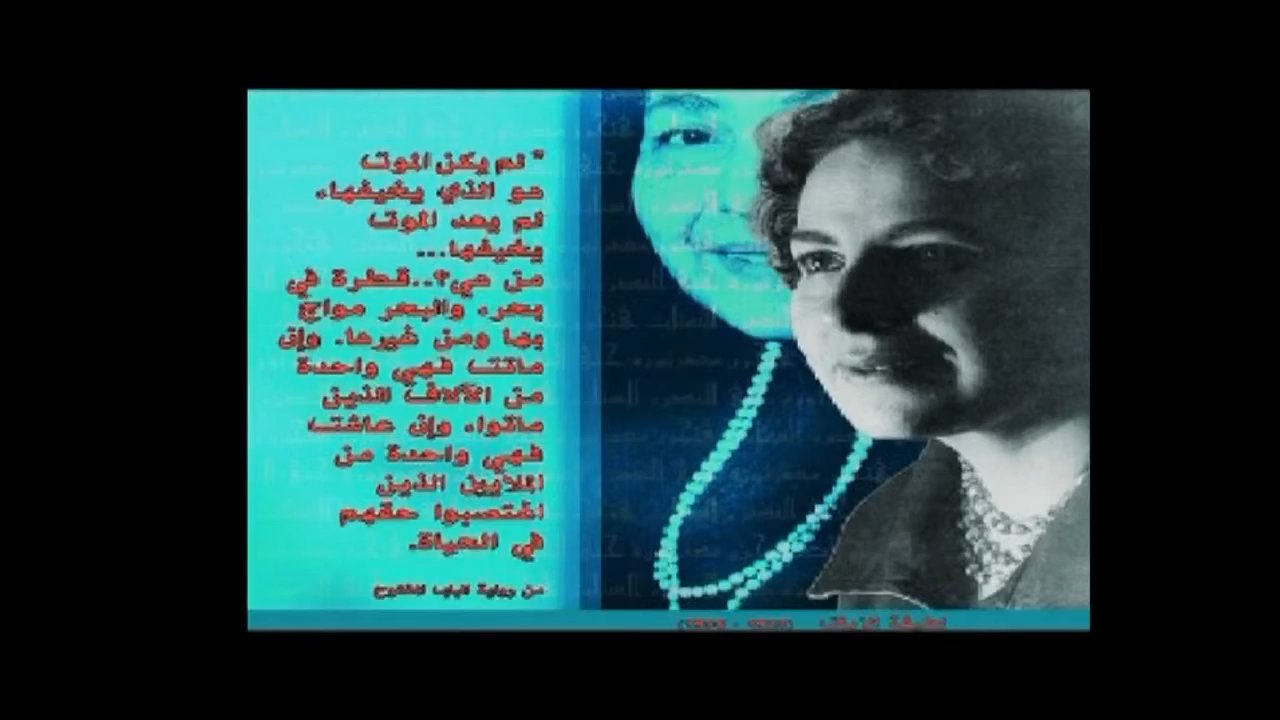 " لم يكن الموت
هو الذي يخيفها.
لم يعد الموت
يخيفها...
من هي؟..قطرة في
بحر. والبحر مواج
بها ومن غيرها. وإن
ماتت فهي واحدة
من الآلاف الذين
ماتوا. وإن عاشت
فهي واحدة من
الملايين الذين
اغتصبوا حقهم
في الحياة.
من رواية الباب المفتوح
لطيفة الزيات